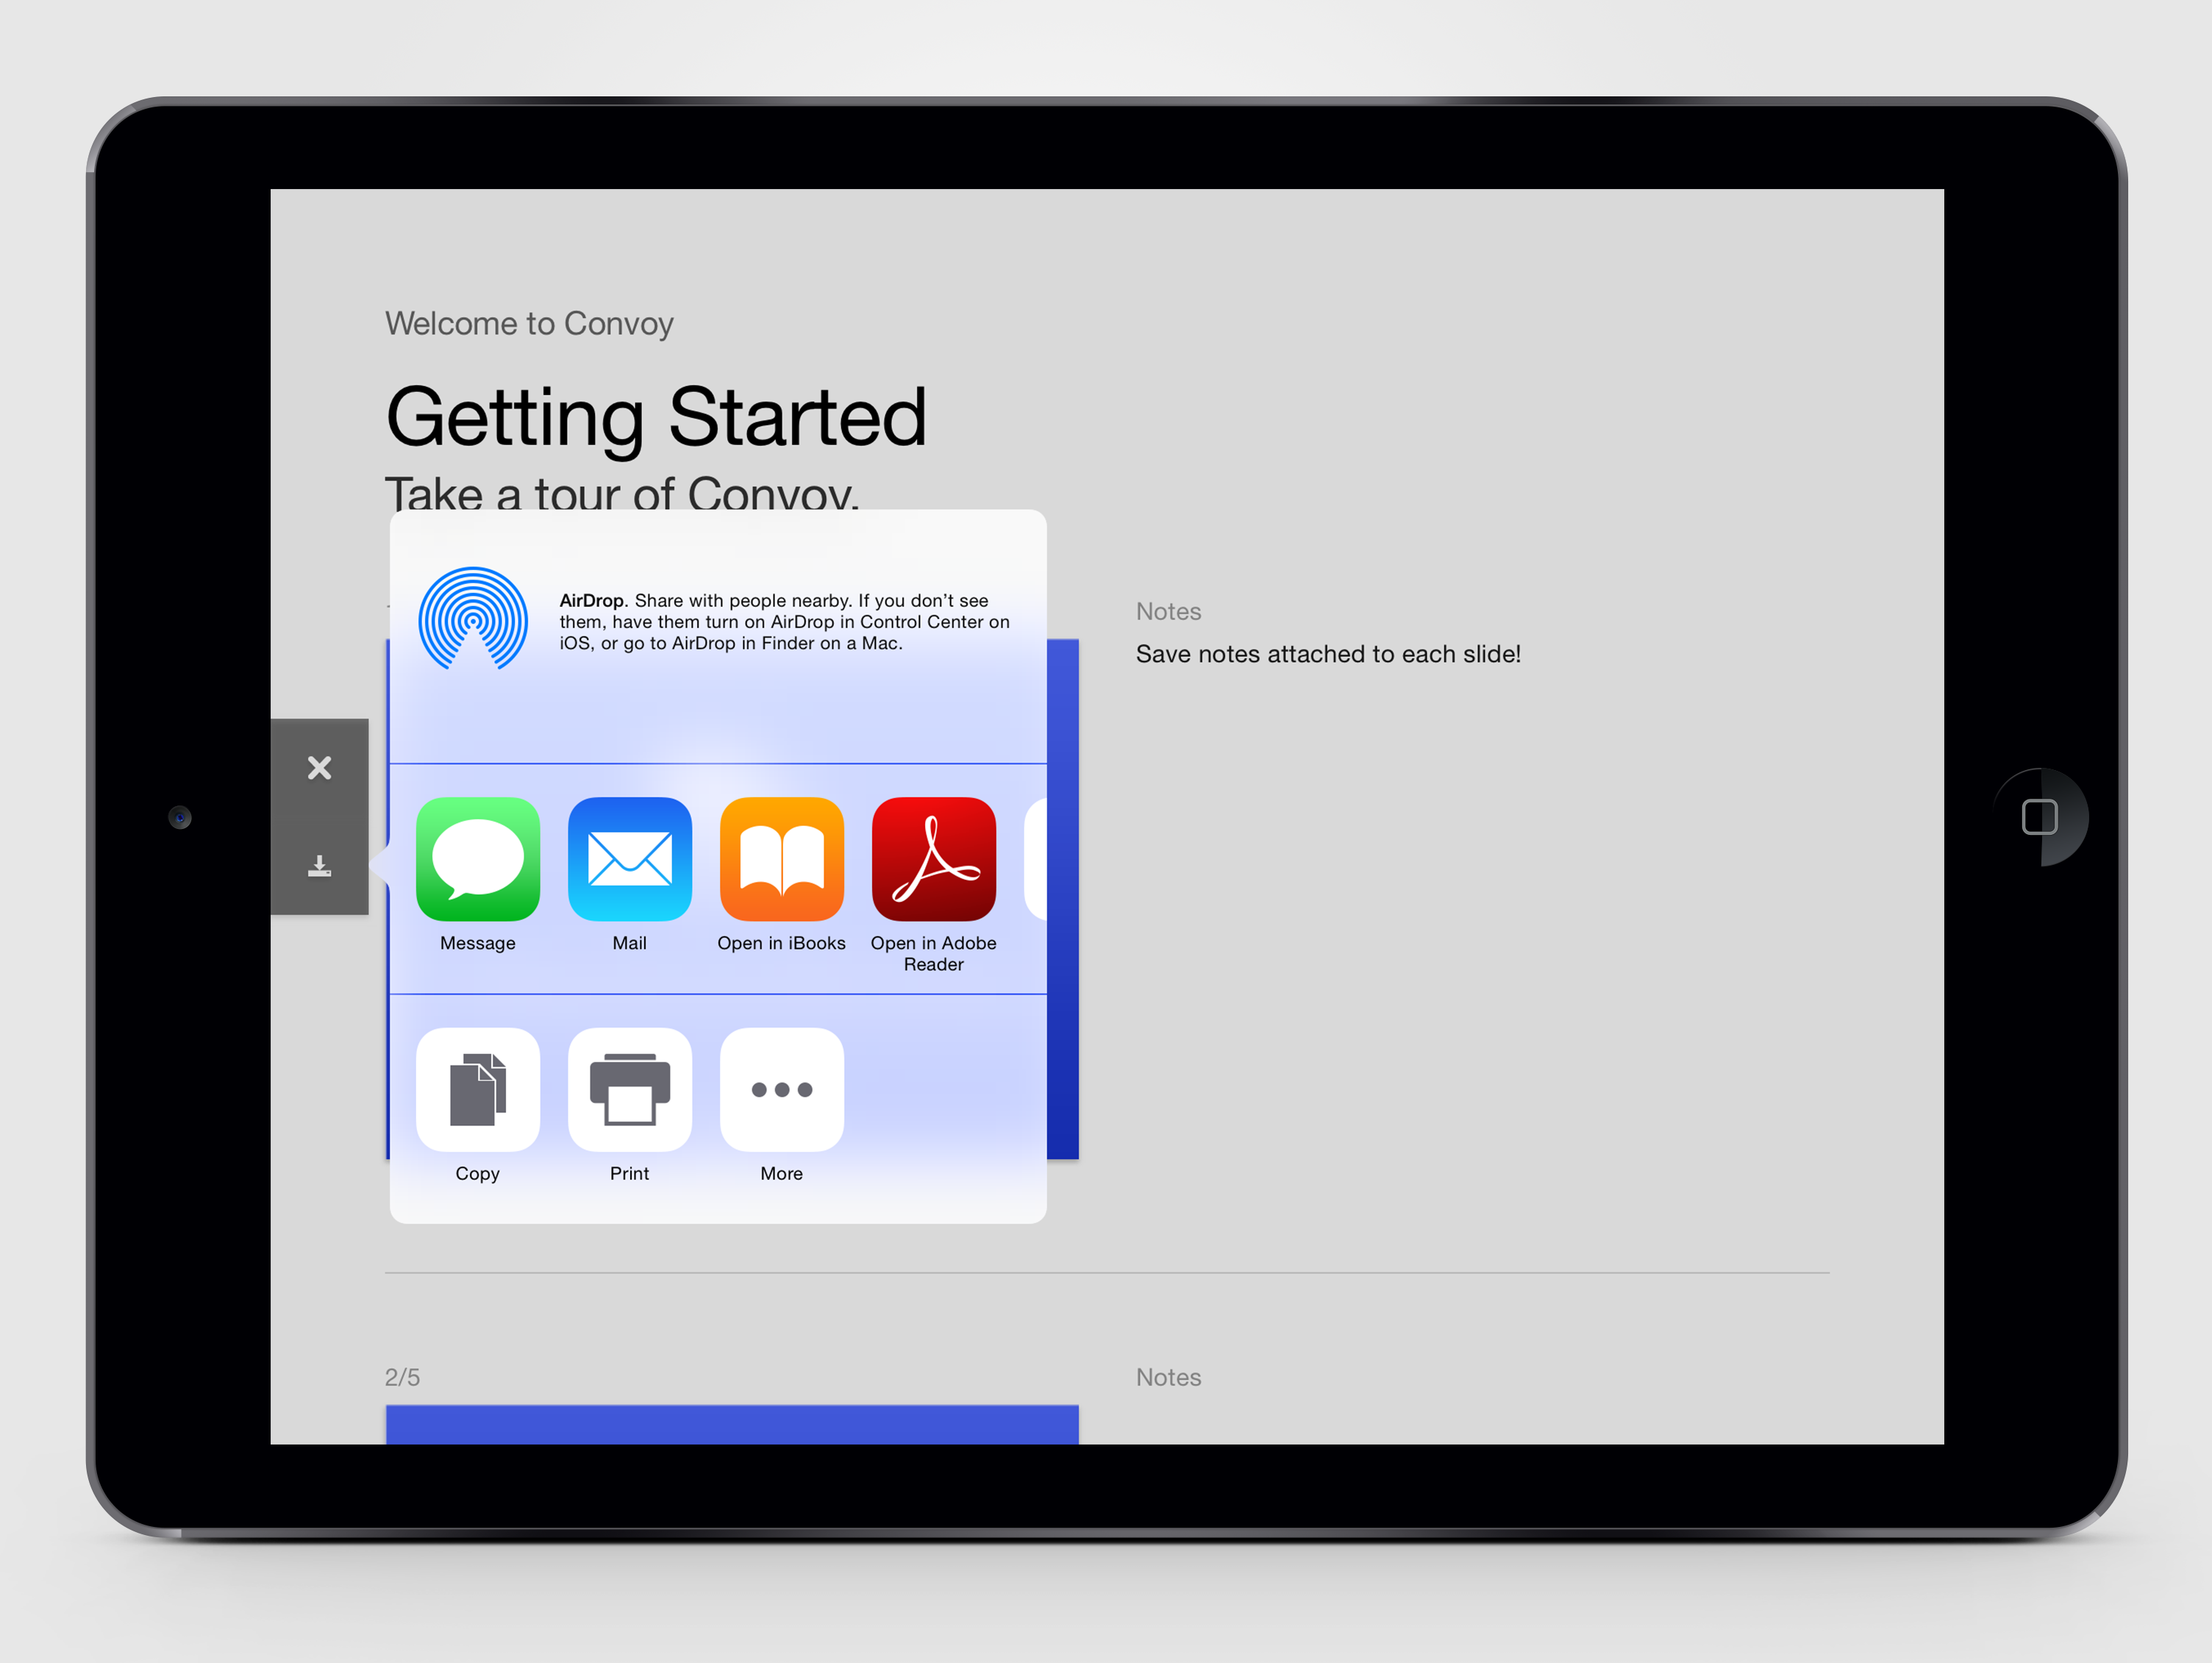 Welcome to Convoy
Getting Started
Take a tour of Convoy.
AirDrop. Share with people nearby. If you don’t see
them, have them turn on AirDrop in Control Center on
iOS, or go to AirDrop in Finder on a Mac.
Notes
Save notes attached to each slide!
Message
Mail
Open in iBooks
Open in Adobe
Reader
Copy
Print
More
2/5
Notes